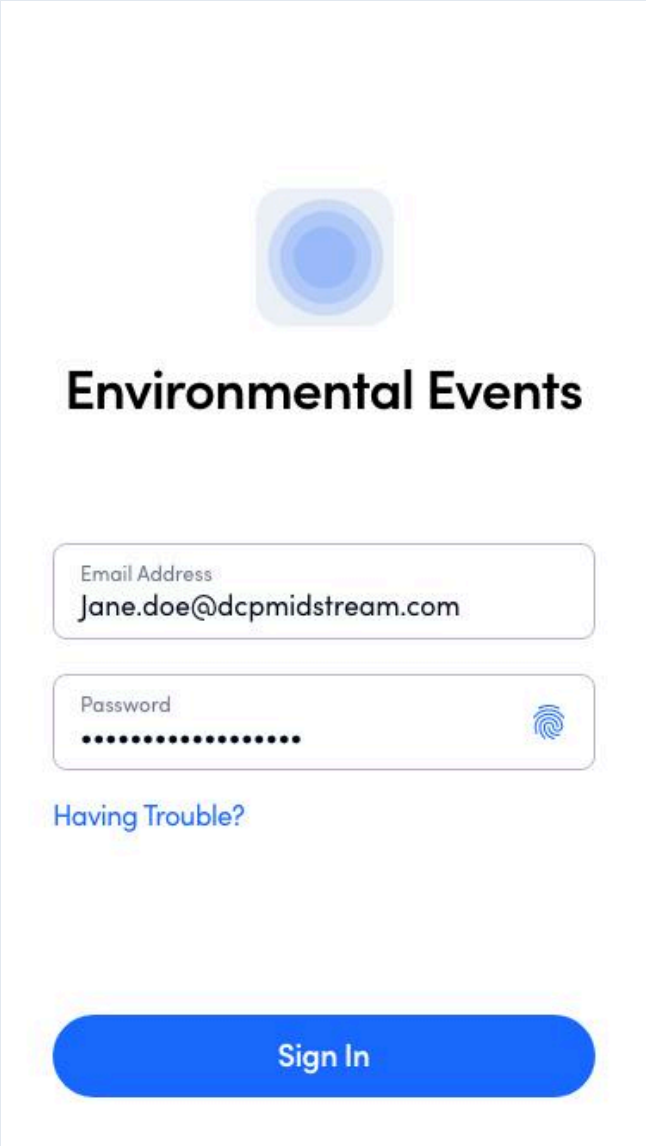 Environmental Events
Email Address
Jane.doe@dcpmidstream.com
Password
••••••••••••••••••
Having Trouble?
Sign In